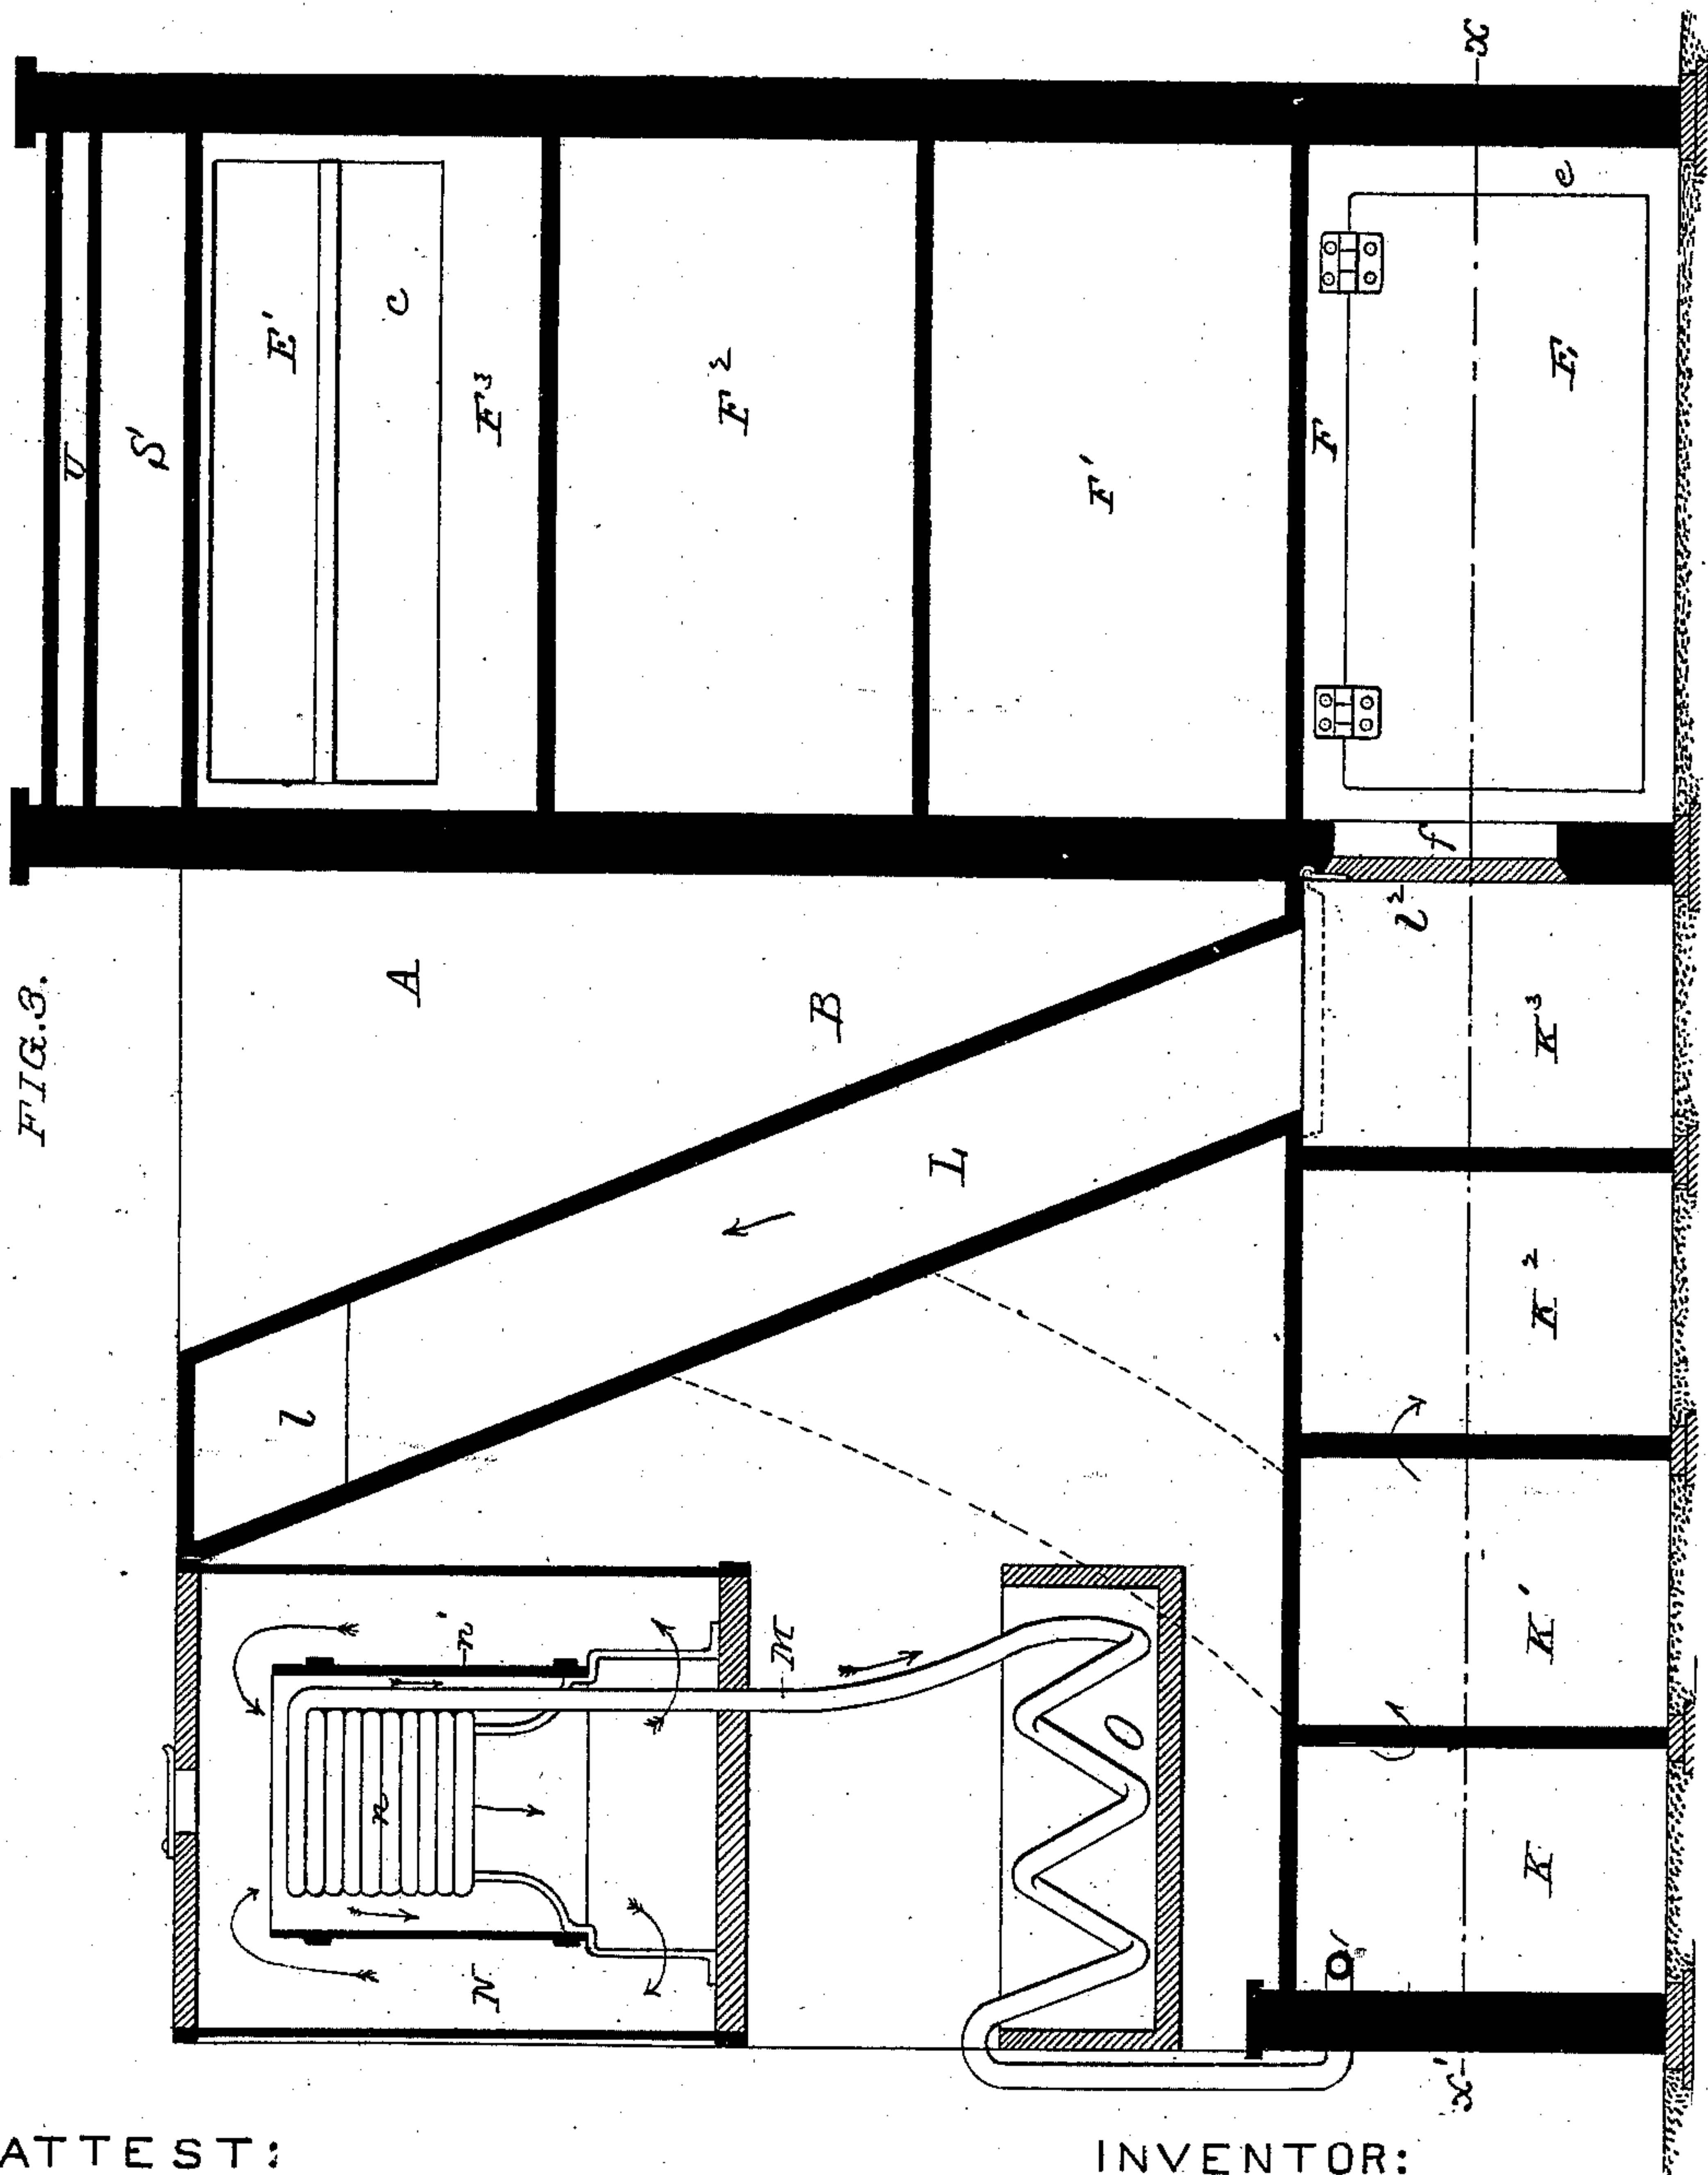 FIG.3.
U
S
E'
c
F³
F²
F'
F
e
E
f
A
B
L
l
l²
K³
K²
K'
K
N
n
n'
M
O
x
x'
ATTEST:
INVENTOR: